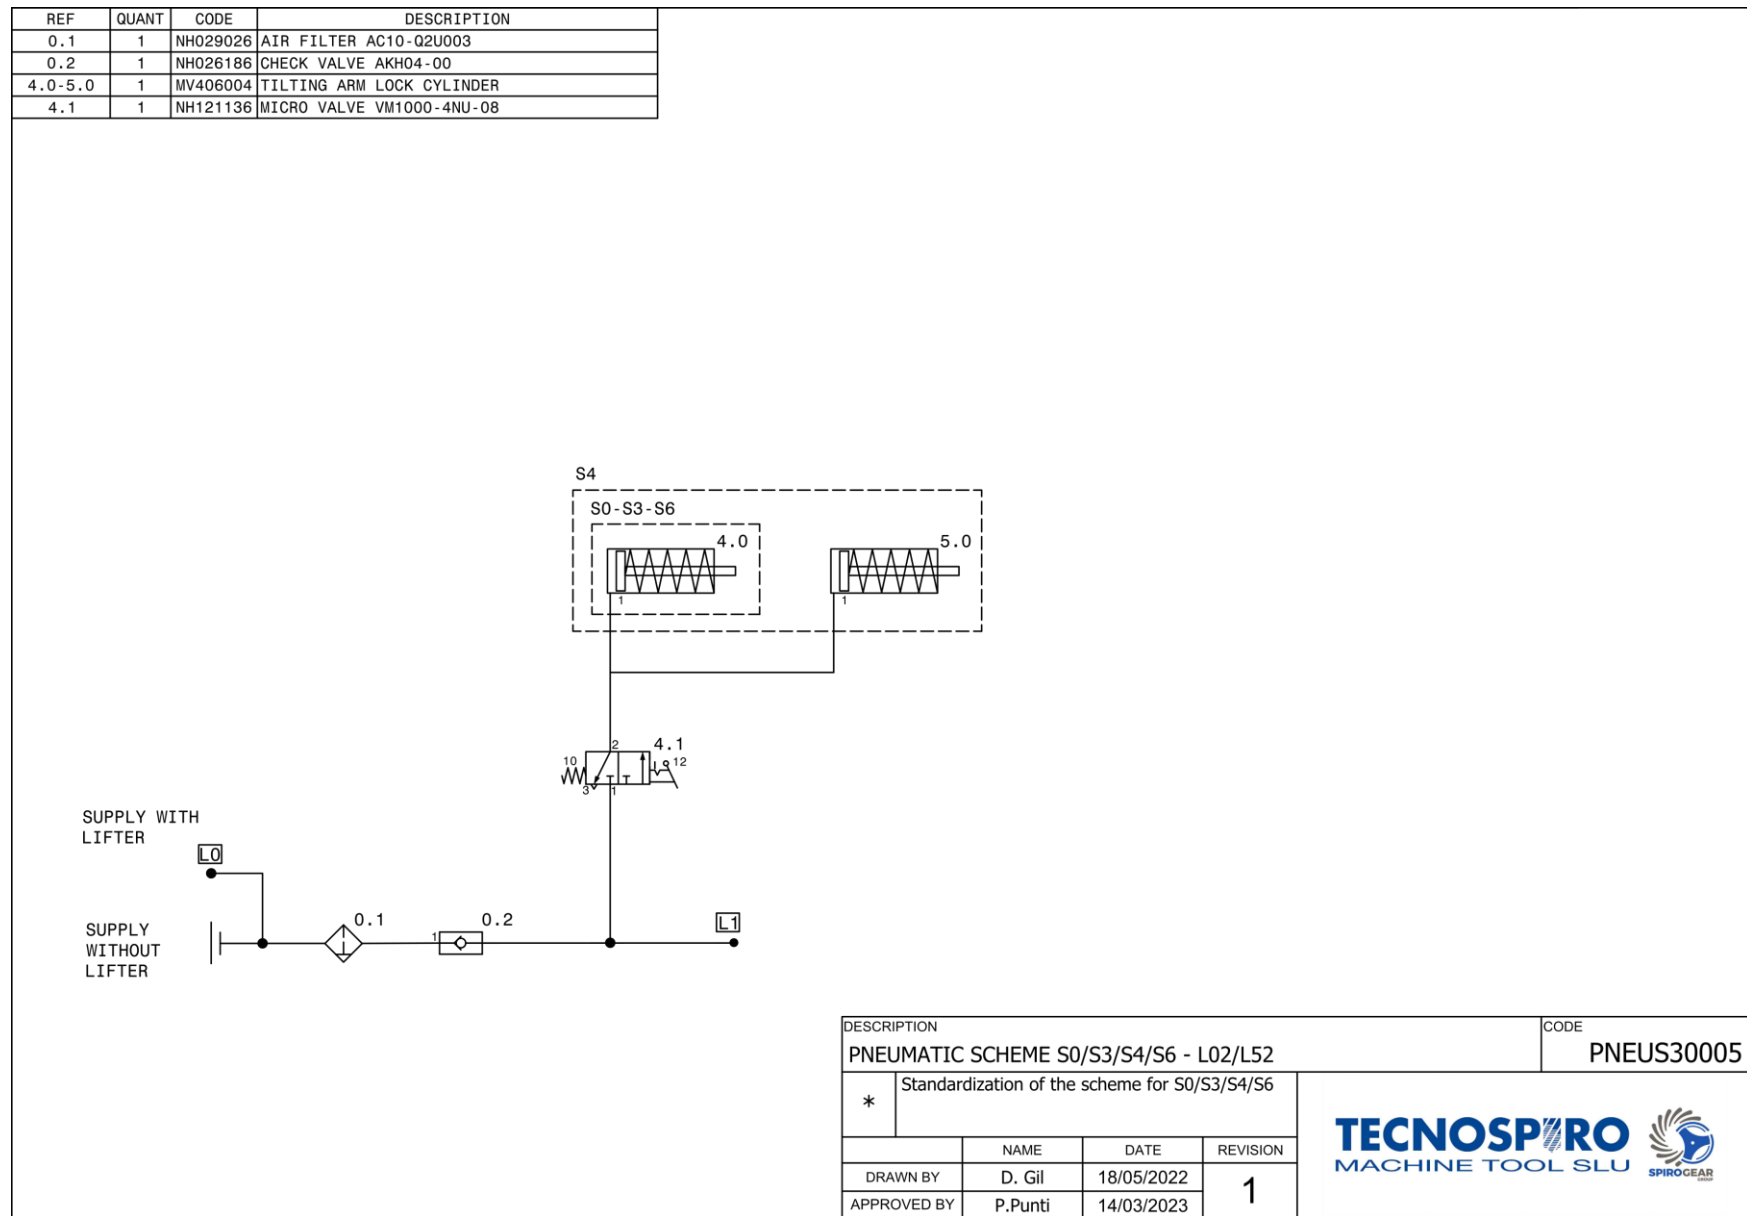 REF QUANT CODE DESCRIPTION
0.1 1 NH029026 AIR FILTER AC10-Q2U003
0.2 1 NH026186 CHECK VALVE AKH04-00
4.0-5.0 1 MV406004 TILTING ARM LOCK CYLINDER
4.1 1 NH121136 MICRO VALVE VM1000-4NU-08
S4
S0-S3-S6
4.0
5.0
1
1
2
4.1
10
12
3
1
SUPPLY WITH
LIFTER
L0
SUPPLY
WITHOUT
LIFTER
0.1
1
0.2
L1
DESCRIPTION
PNEUMATIC SCHEME S0/S3/S4/S6 - L02/L52
CODE
PNEUS30005
*
Standardization of the scheme for S0/S3/S4/S6
NAME DATE REVISION
DRAWN BY D. Gil 18/05/2022
1
APPROVED BY P.Punti 14/03/2023
TECNOSPIRO
MACHINE TOOL SLU
SPIROGEAR
GROUP